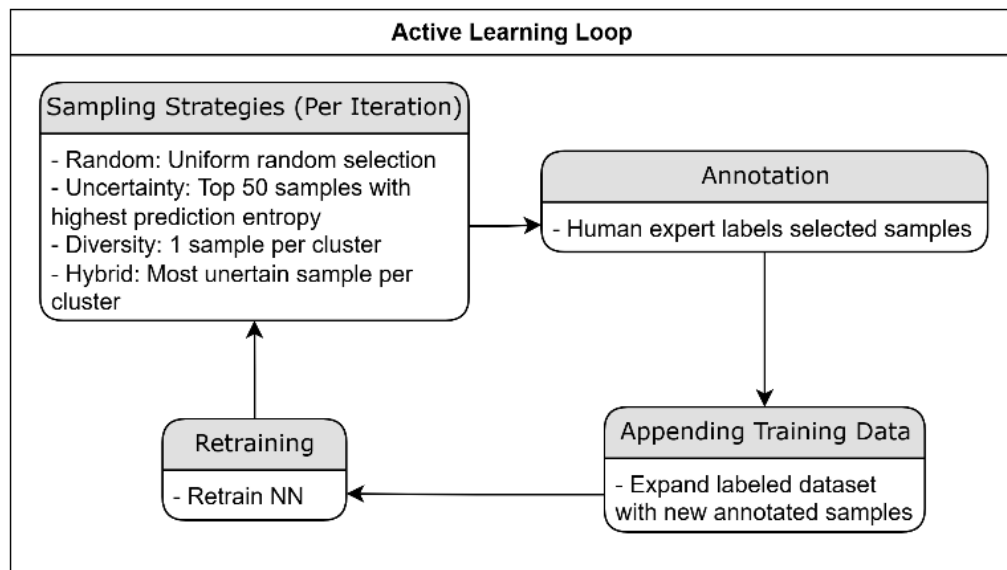 Active Learning Loop
Sampling Strategies (Per Iteration)
- Random: Uniform random selection
- Uncertainty: Top 50 samples with
highest prediction entropy
- Diversity: 1 sample per cluster
- Hybrid: Most unertain sample per
cluster
Annotation
- Human expert labels selected samples
Appending Training Data
- Expand labeled dataset
with new annotated samples
Retraining
- Retrain NN